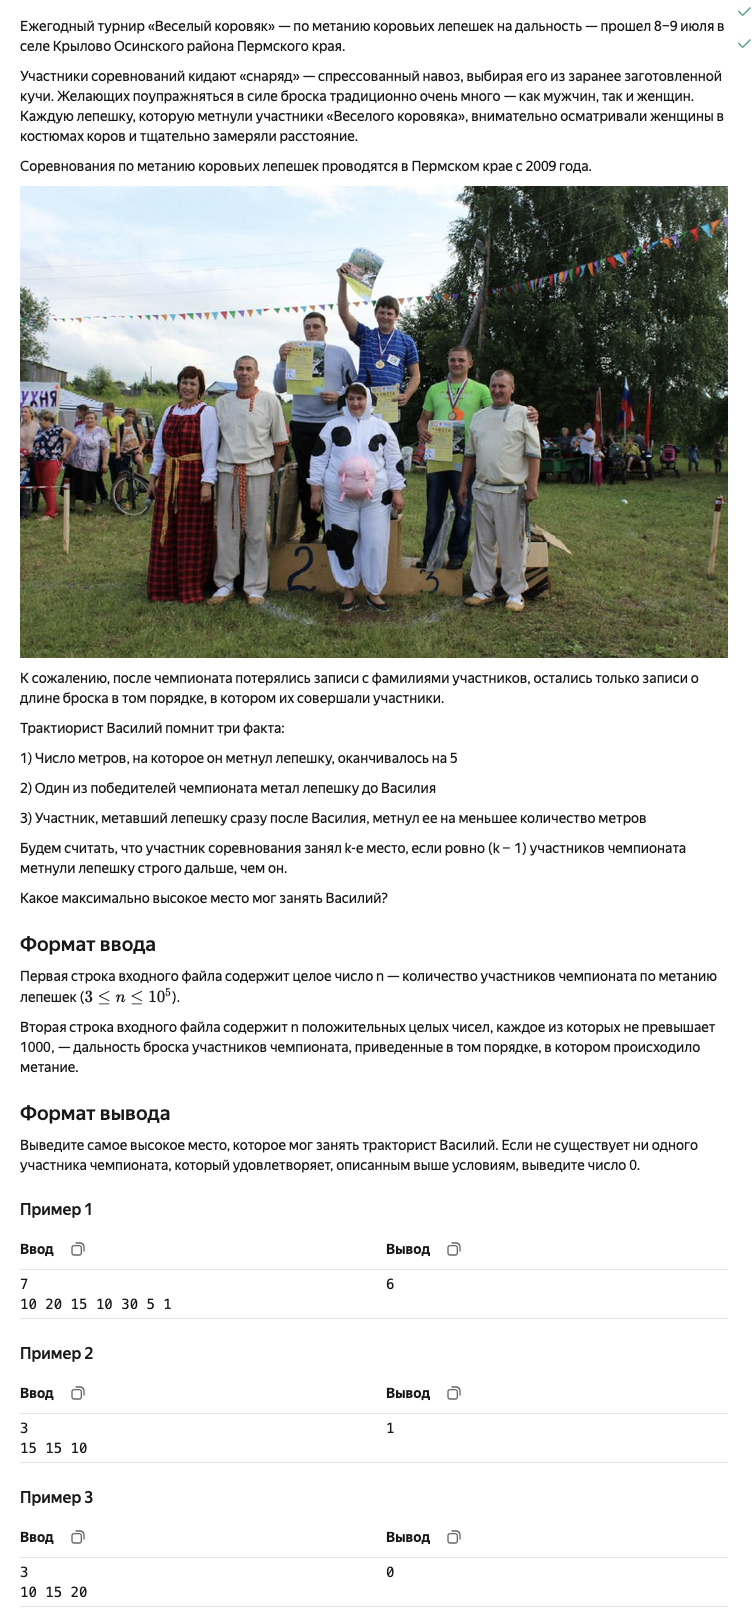 Ежегодный турнир «Веселый коровяк» — по метанию коровьих лепешек на дальность — прошел 8–9 июля в
селе Крылово Осинского района Пермского края.
Участники соревнований кидают «снаряд» — спрессованный навоз, выбирая его из заранее заготовленной
кучи. Желающих поупражняться в силе броска традиционно очень много — как мужчин, так и женщин.
Каждую лепешку, которую метнули участники «Веселого коровяка», внимательно осматривали женщины в
костюмах коров и тщательно замеряли расстояние.
Соревнования по метанию коровьих лепешек проводятся в Пермском крае с 2009 года.
2
3
К сожалению, после чемпионата потерялись записи с фамилиями участников, остались только записи о
длине броска в том порядке, в котором их совершали участники.
Трактиорист Василий помнит три факта:
1) Число метров, на которое он метнул лепешку, оканчивалось на 5
2) Один из победителей чемпионата метал лепешку до Василия
3) Участник, метавший лепешку сразу после Василия, метнул ее на меньшее количество метров
Будем считать, что участник соревнования занял k-е место, если ровно (k − 1) участников чемпионата
метнули лепешку строго дальше, чем он.
Какое максимально высокое место мог занять Василий?
Формат ввода
Первая строка входного файла содержит целое число n — количество участников чемпионата по метанию
лепешек (3 ≤ n ≤ 10⁵).
Вторая строка входного файла содержит n положительных целых чисел, каждое из которых не превышает
1000, — дальность броска участников чемпионата, приведенные в том порядке, в котором происходило
метание.
Формат вывода
Выведите самое высокое место, которое мог занять тракторист Василий. Если не существует ни одного
участника чемпионата, который удовлетворяет, описанным выше условиям, выведите число 0.
Пример 1
Ввод Вывод
7 6
10 20 15 10 30 5 1
Пример 2
Ввод Вывод
3 1
15 15 10
Пример 3
Ввод Вывод
3 0
10 15 20